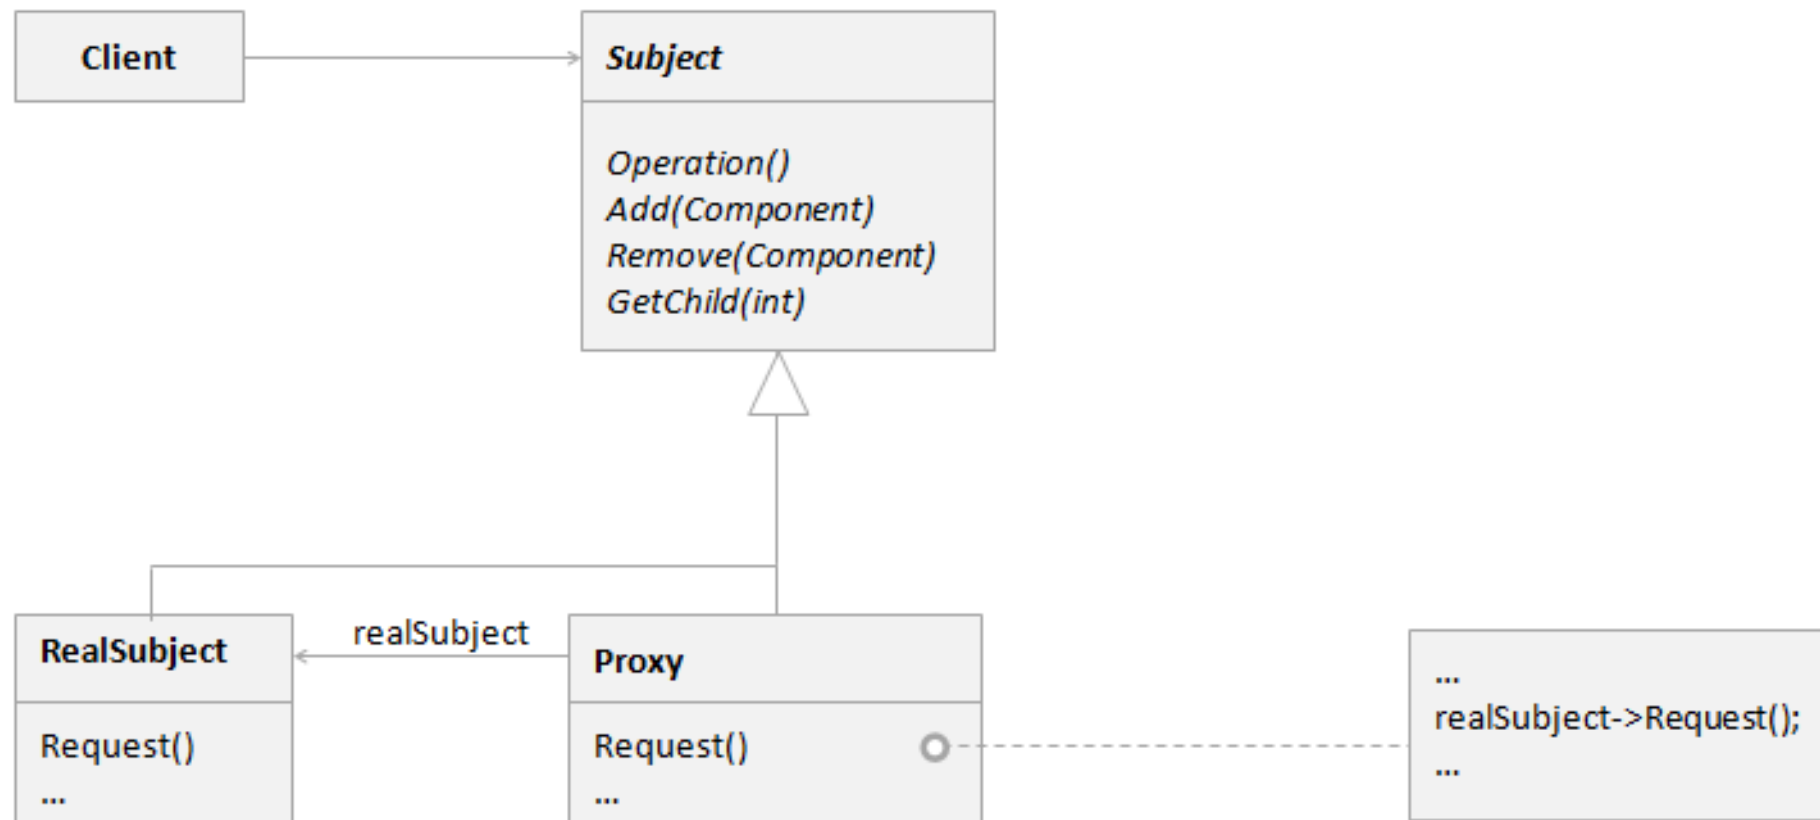 Client
Subject
Operation()
Add(Component)
Remove(Component)
GetChild(int)
RealSubject
Request()
...
realSubject
Proxy
Request()
...
...
realSubject->Request();
...